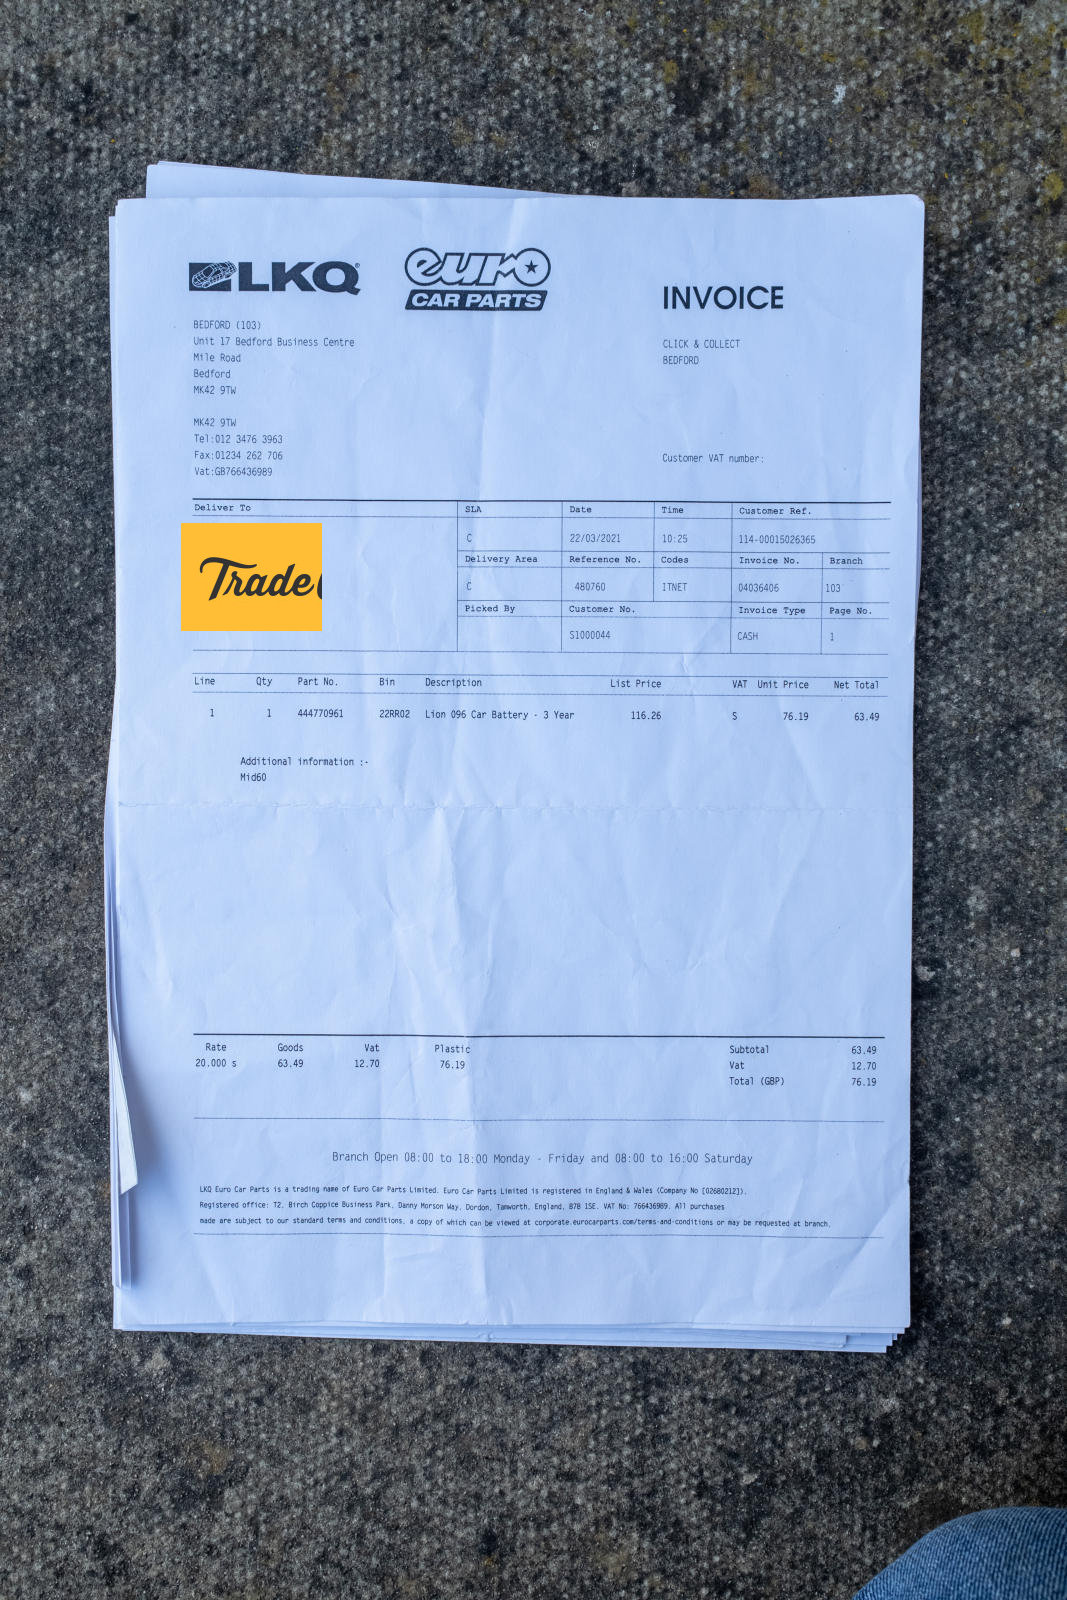 LKQ
euro
CAR PARTS
INVOICE
BEDFORD (103)
Unit 17 Bedford Business Centre
Mile Road
Bedford
MK42 9TW
CLICK & COLLECT
BEDFORD
MK42 9TW
Tel:012 3476 3963
Fax:01234 262 706
Vat:GB766436989
Customer VAT number:
Deliver To SLA Date Time Customer Ref.
C 22/03/2021 10:25 114-00015026365
Delivery Area Reference No. Codes Invoice No. Branch
C 480760 ITNET 04036406 103
Picked By Customer No. Invoice Type Page No.
S1000044 CASH 1
Trade
Line Qty Part No. Bin Description List Price VAT Unit Price Net Total
1 1 444770961 22RR02 Lion 096 Car Battery - 3 Year 116.26 S 76.19 63.49
Additional information :-
Mid60
Rate Goods Vat Plastic Subtotal 63.49
20.000 s 63.49 12.70 76.19 Vat 12.70
Total (GBP) 76.19
Branch Open 08:00 to 18:00 Monday - Friday and 08:00 to 16:00 Saturday
LKQ Euro Car Parts is a trading name of Euro Car Parts Limited. Euro Car Parts Limited is registered in England & Wales (Company No [02680212]).
Registered office: T2, Birch Coppice Business Park, Danny Morson Way, Dordon, Tamworth, England, B78 1SE. VAT No: 766436989. All purchases
made are subject to our standard terms and conditions, a copy of which can be viewed at corporate.eurocarparts.com/terms-and-conditions or may be requested at branch.